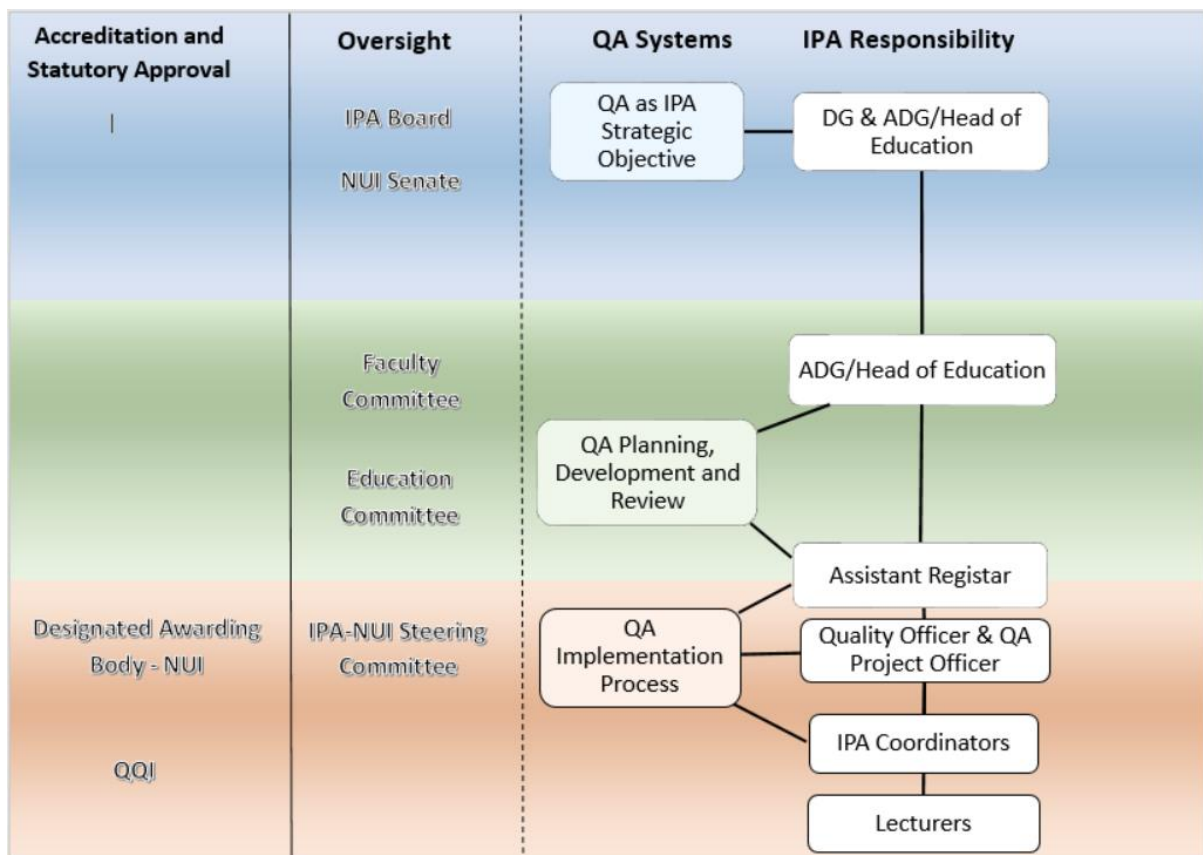 Accreditation and
Statutory Approval
Oversight
QA Systems
IPA Responsibility
|
IPA Board
NUI Senate
QA as IPA
Strategic
Objective
DG & ADG/Head of
Education
Faculty
Committee
Education
Committee
QA Planning,
Development and
Review
ADG/Head of Education
Assistant Registar
Designated Awarding
Body - NUI
QQI
IPA-NUI Steering
Committee
QA
Implementation
Process
Quality Officer & QA
Project Officer
IPA Coordinators
Lecturers